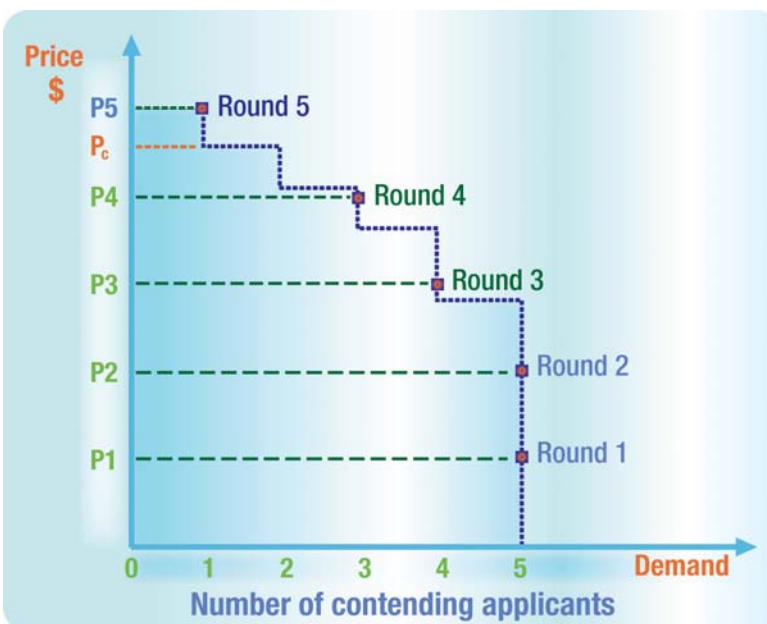 Price
$
P5
Round 5
Pc
P4
Round 4
P3
Round 3
P2
Round 2
P1
Round 1
0 1 2 3 4 5 Demand
Number of contending applicants